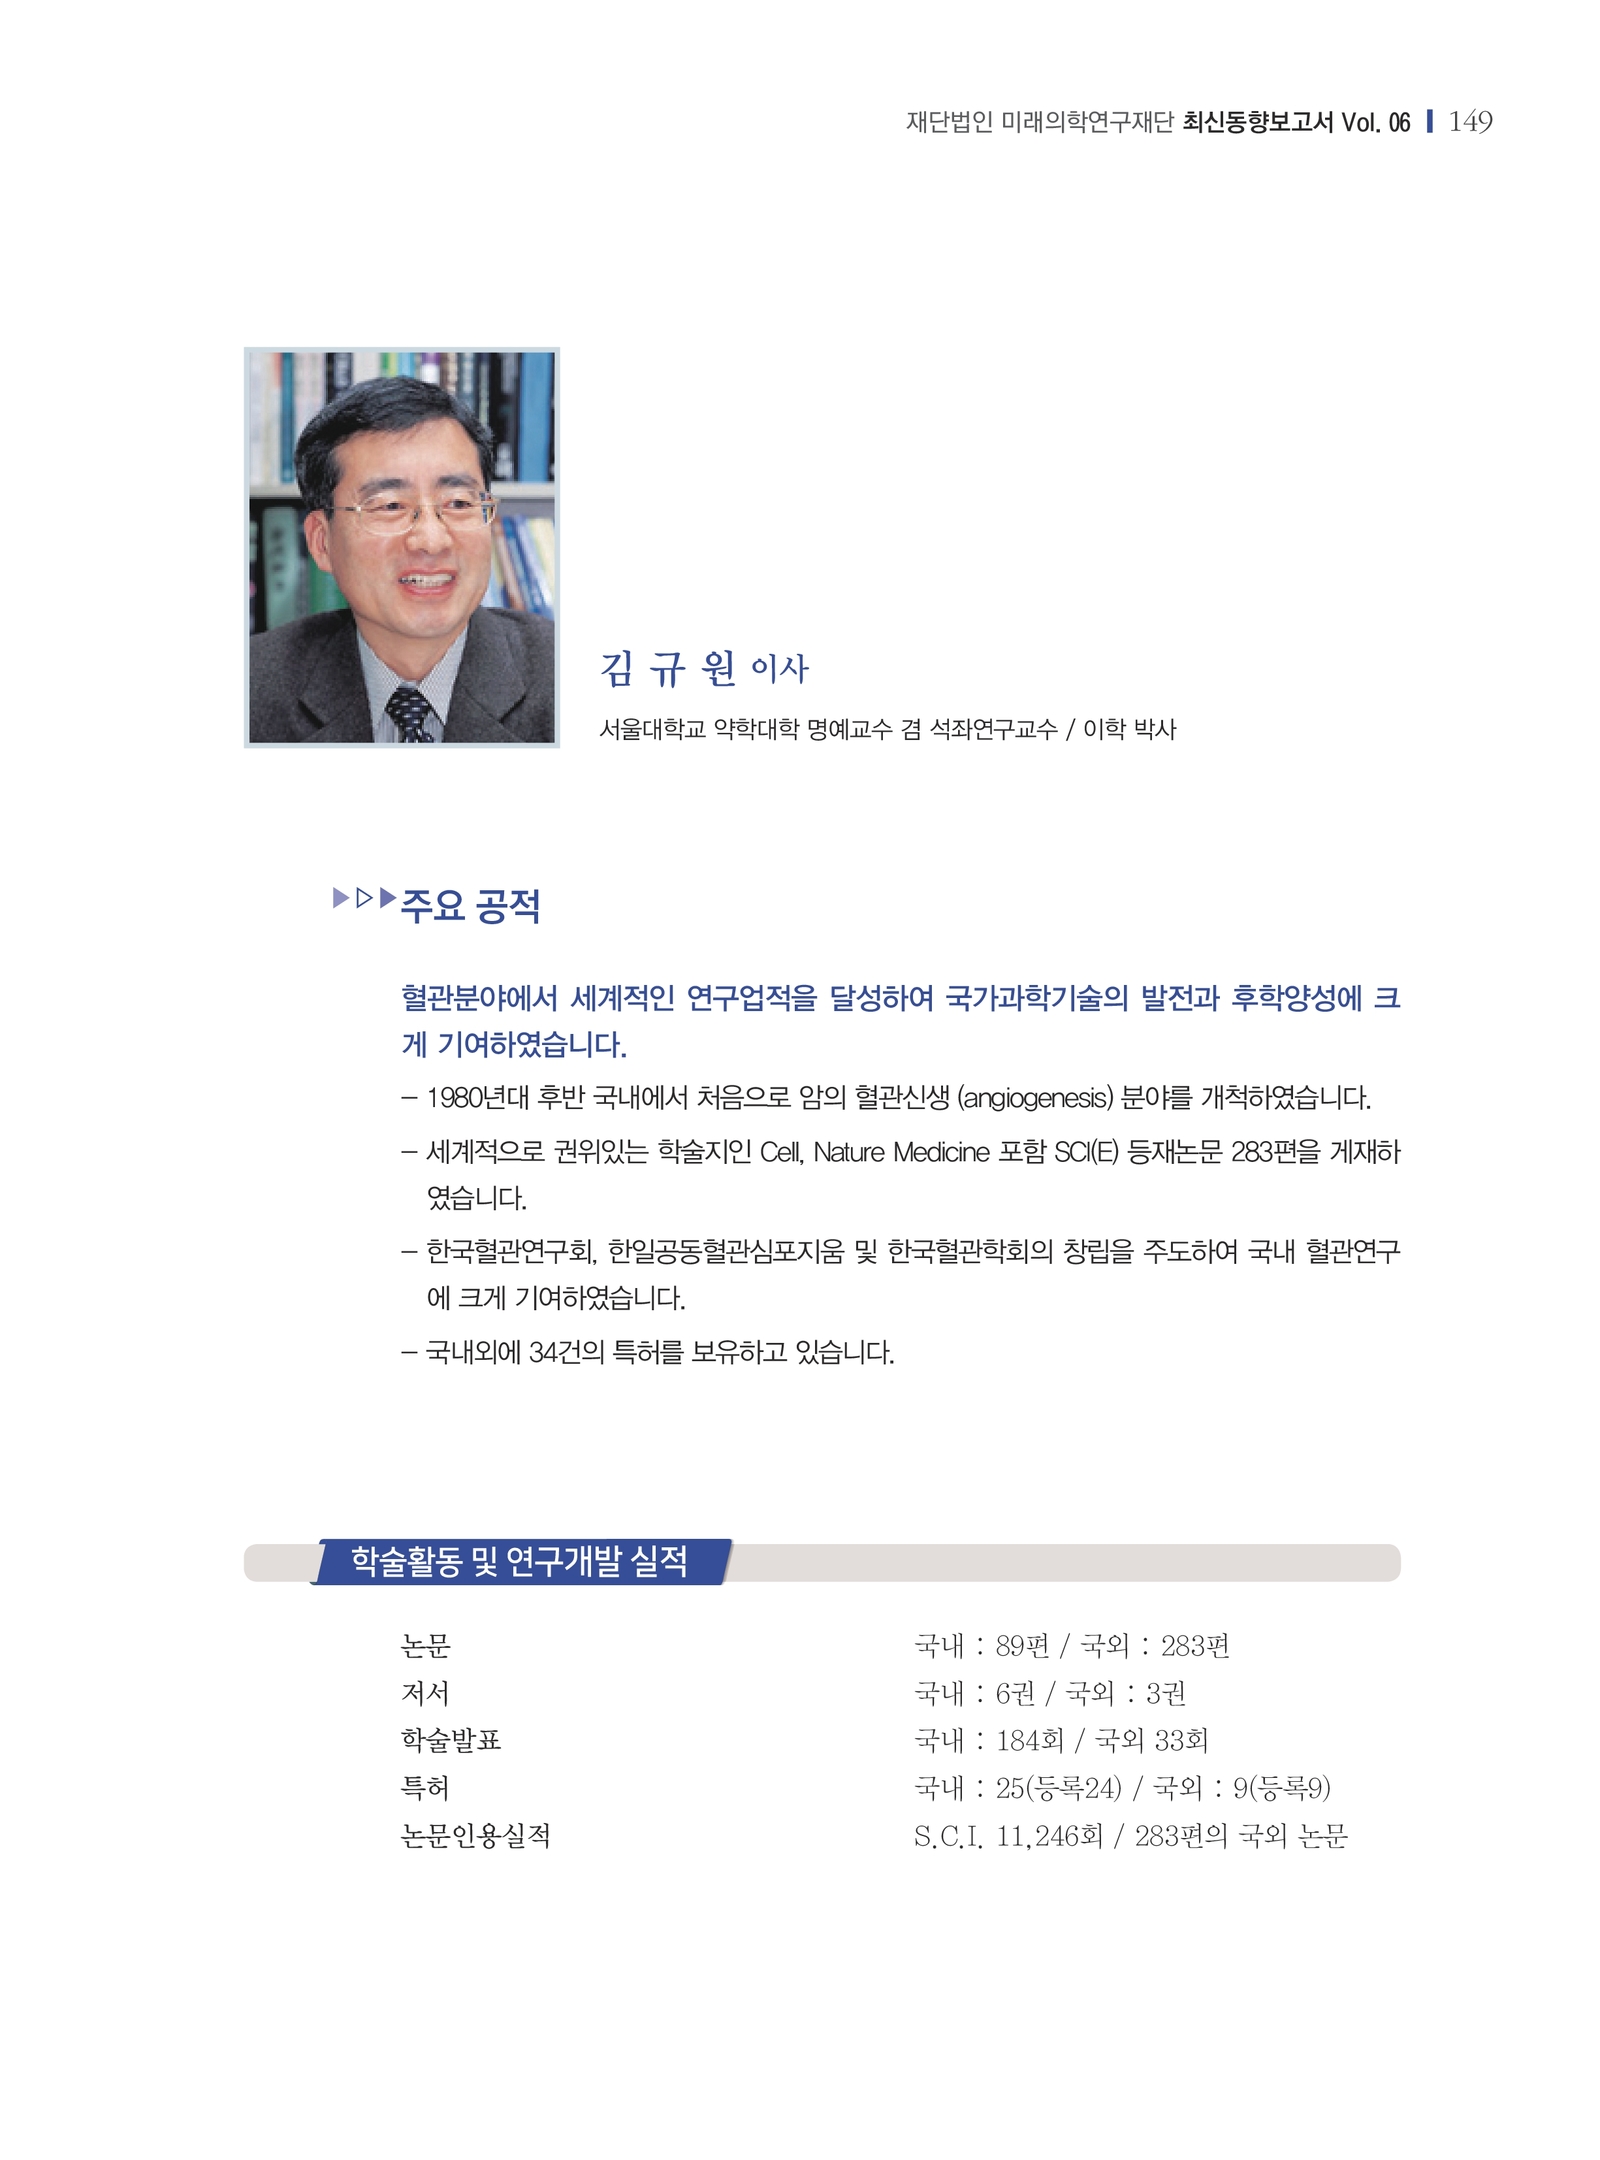 재단법인 미래의학연구재단 최신동향보고서 Vol. 06 149
김 규 원 이사
서울대학교 약학대학 명예교수 겸 석좌연구교수 / 이학 박사
주요 공적
혈관분야에서 세계적인 연구업적을 달성하여 국가과학기술의 발전과 후학양성에 크
게 기여하였습니다.
– 1980년대 후반 국내에서 처음으로 암의 혈관신생 (angiogenesis) 분야를 개척하였습니다.
– 세계적으로 권위있는 학술지인 Cell, Nature Medicine 포함 SCI(E) 등재논문 283편을 게재하
였습니다.
– 한국혈관연구회, 한일공동혈관심포지움 및 한국혈관학회의 창립을 주도하여 국내 혈관연구
에 크게 기여하였습니다.
– 국내외에 34건의 특허를 보유하고 있습니다.
학술활동 및 연구개발 실적
논문 국내 : 89편 / 국외 : 283편
저서 국내 : 6권 / 국외 : 3권
학술발표 국내 : 184회 / 국외 33회
특허 국내 : 25(등록24) / 국외 : 9(등록9)
논문인용실적 S.C.I. 11,246회 / 283편의 국외 논문